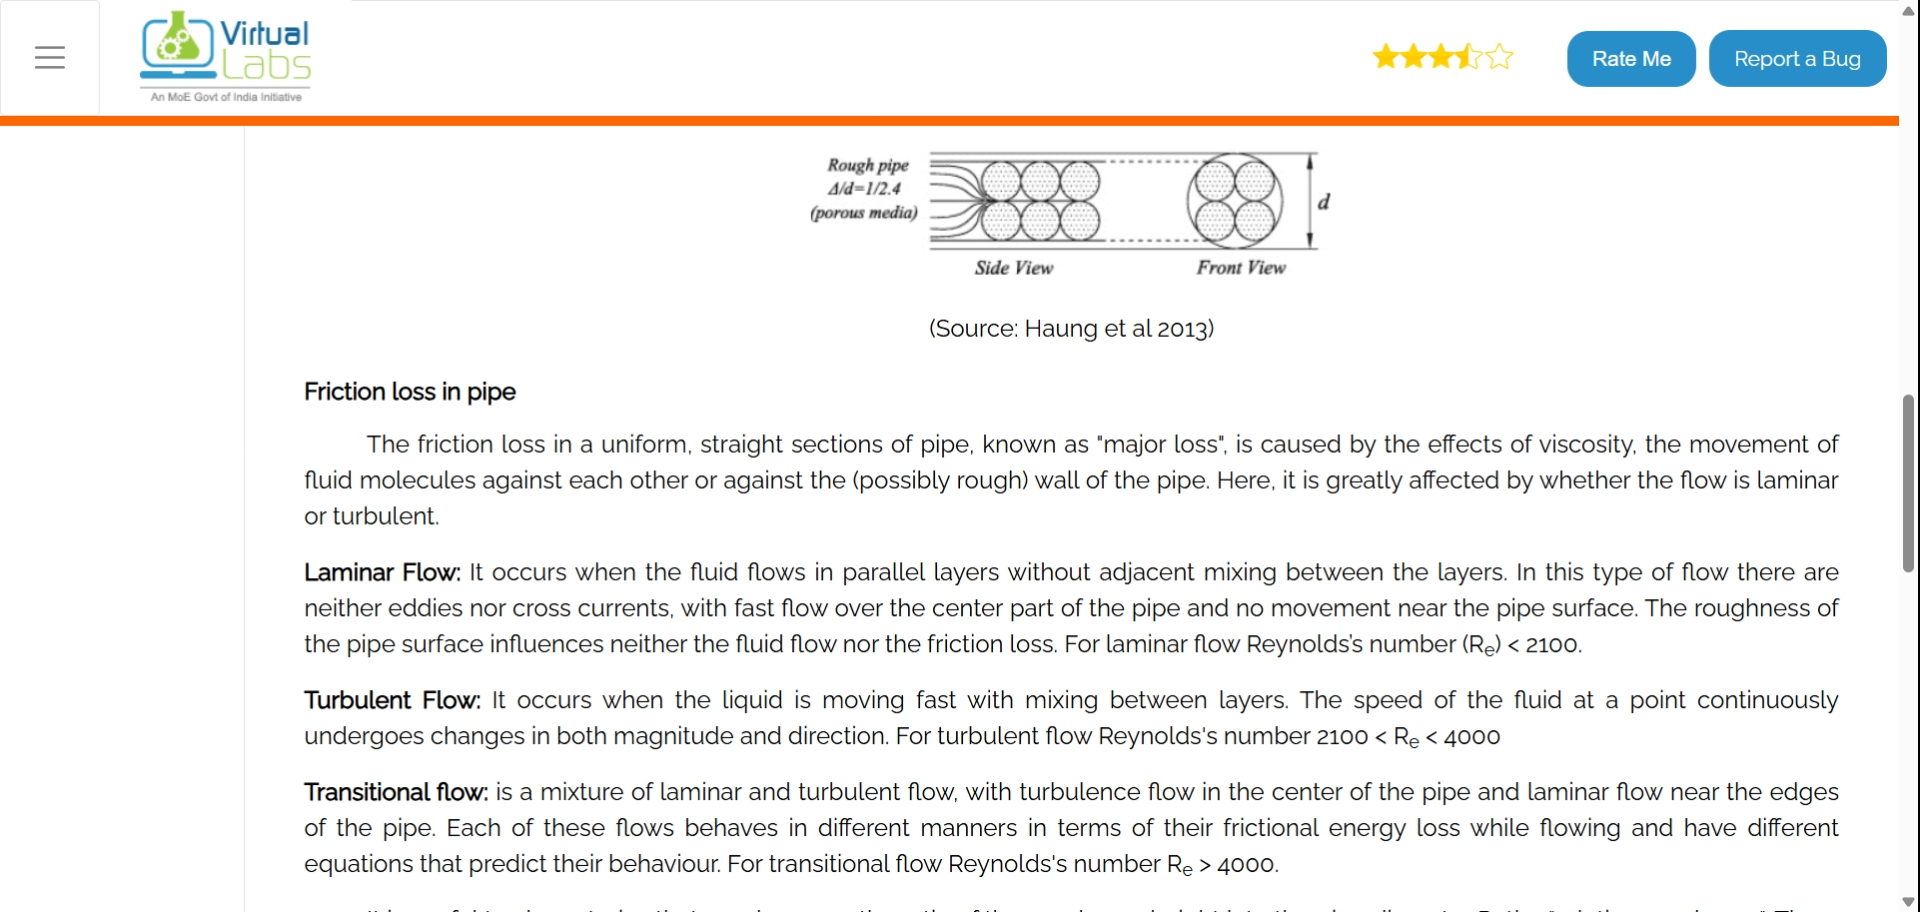 Virtual
Labs
An MoE Govt of India Initiative
Rate Me
Report a Bug
Rough pipe
Δ/d=1/2.4
(porous media)
d
Side View
Front View
(Source: Haung et al 2013)
Friction loss in pipe
The friction loss in a uniform, straight sections of pipe, known as "major loss", is caused by the effects of viscosity, the movement of
fluid molecules against each other or against the (possibly rough) wall of the pipe. Here, it is greatly affected by whether the flow is laminar
or turbulent.
Laminar Flow: It occurs when the fluid flows in parallel layers without adjacent mixing between the layers. In this type of flow there are
neither eddies nor cross currents, with fast flow over the center part of the pipe and no movement near the pipe surface. The roughness of
the pipe surface influences neither the fluid flow nor the friction loss. For laminar flow Reynolds's number (Re) < 2100.
Turbulent Flow: It occurs when the liquid is moving fast with mixing between layers. The speed of the fluid at a point continuously
undergoes changes in both magnitude and direction. For turbulent flow Reynolds's number 2100 < Re < 4000
Transitional flow: is a mixture of laminar and turbulent flow, with turbulence flow in the center of the pipe and laminar flow near the edges
of the pipe. Each of these flows behaves in different manners in terms of their frictional energy loss while flowing and have different
equations that predict their behaviour. For transitional flow Reynolds's number Re > 4000.